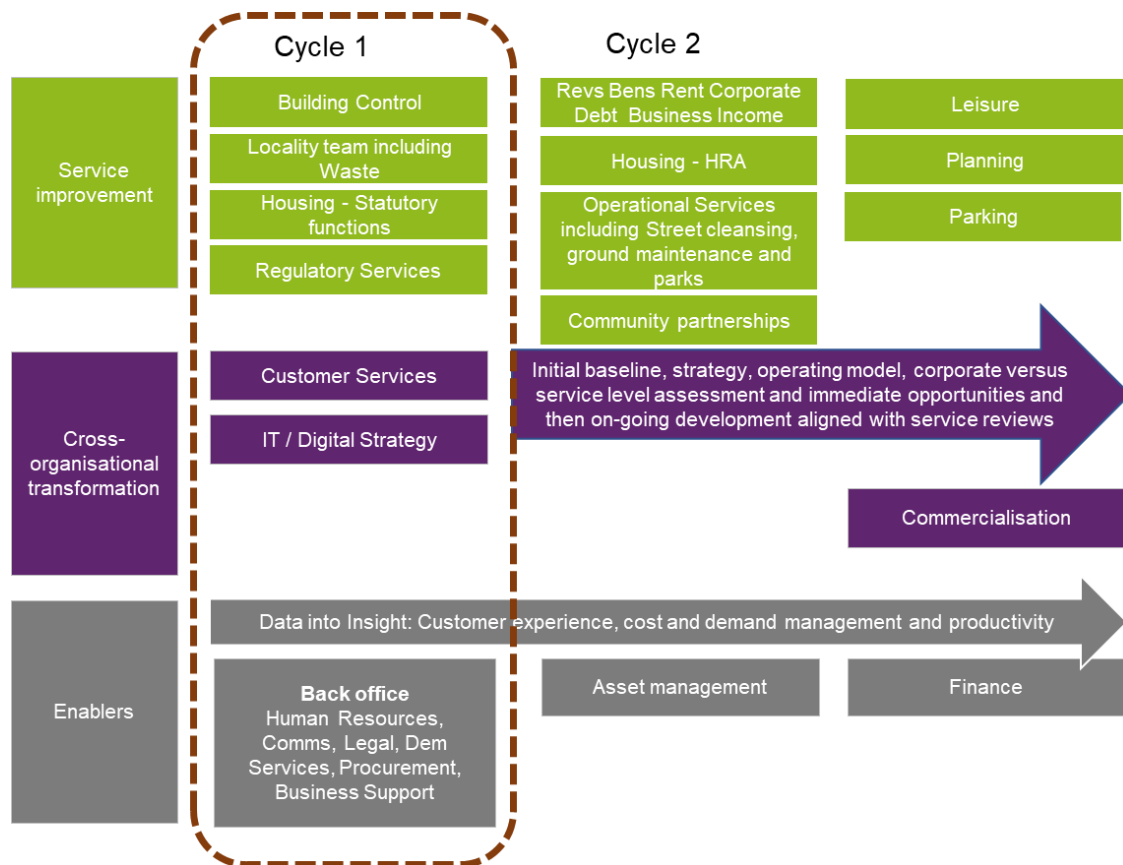 Cycle 1
Cycle 2
Service
improvement
Building Control
Locality team including
Waste
Housing - Statutory
functions
Regulatory Services
Revs Bens Rent Corporate
Debt Business Income
Housing - HRA
Operational Services
including Street cleansing,
ground maintenance and
parks
Community partnerships
Leisure
Planning
Parking
Cross-
organisational
transformation
Customer Services
IT / Digital Strategy
Initial baseline, strategy, operating model, corporate versus
service level assessment and immediate opportunities and
then on-going development aligned with service reviews
Commercialisation
Enablers
Data into Insight: Customer experience, cost and demand management and productivity
Back office
Human Resources,
Comms, Legal, Dem
Services, Procurement,
Business Support
Asset management
Finance